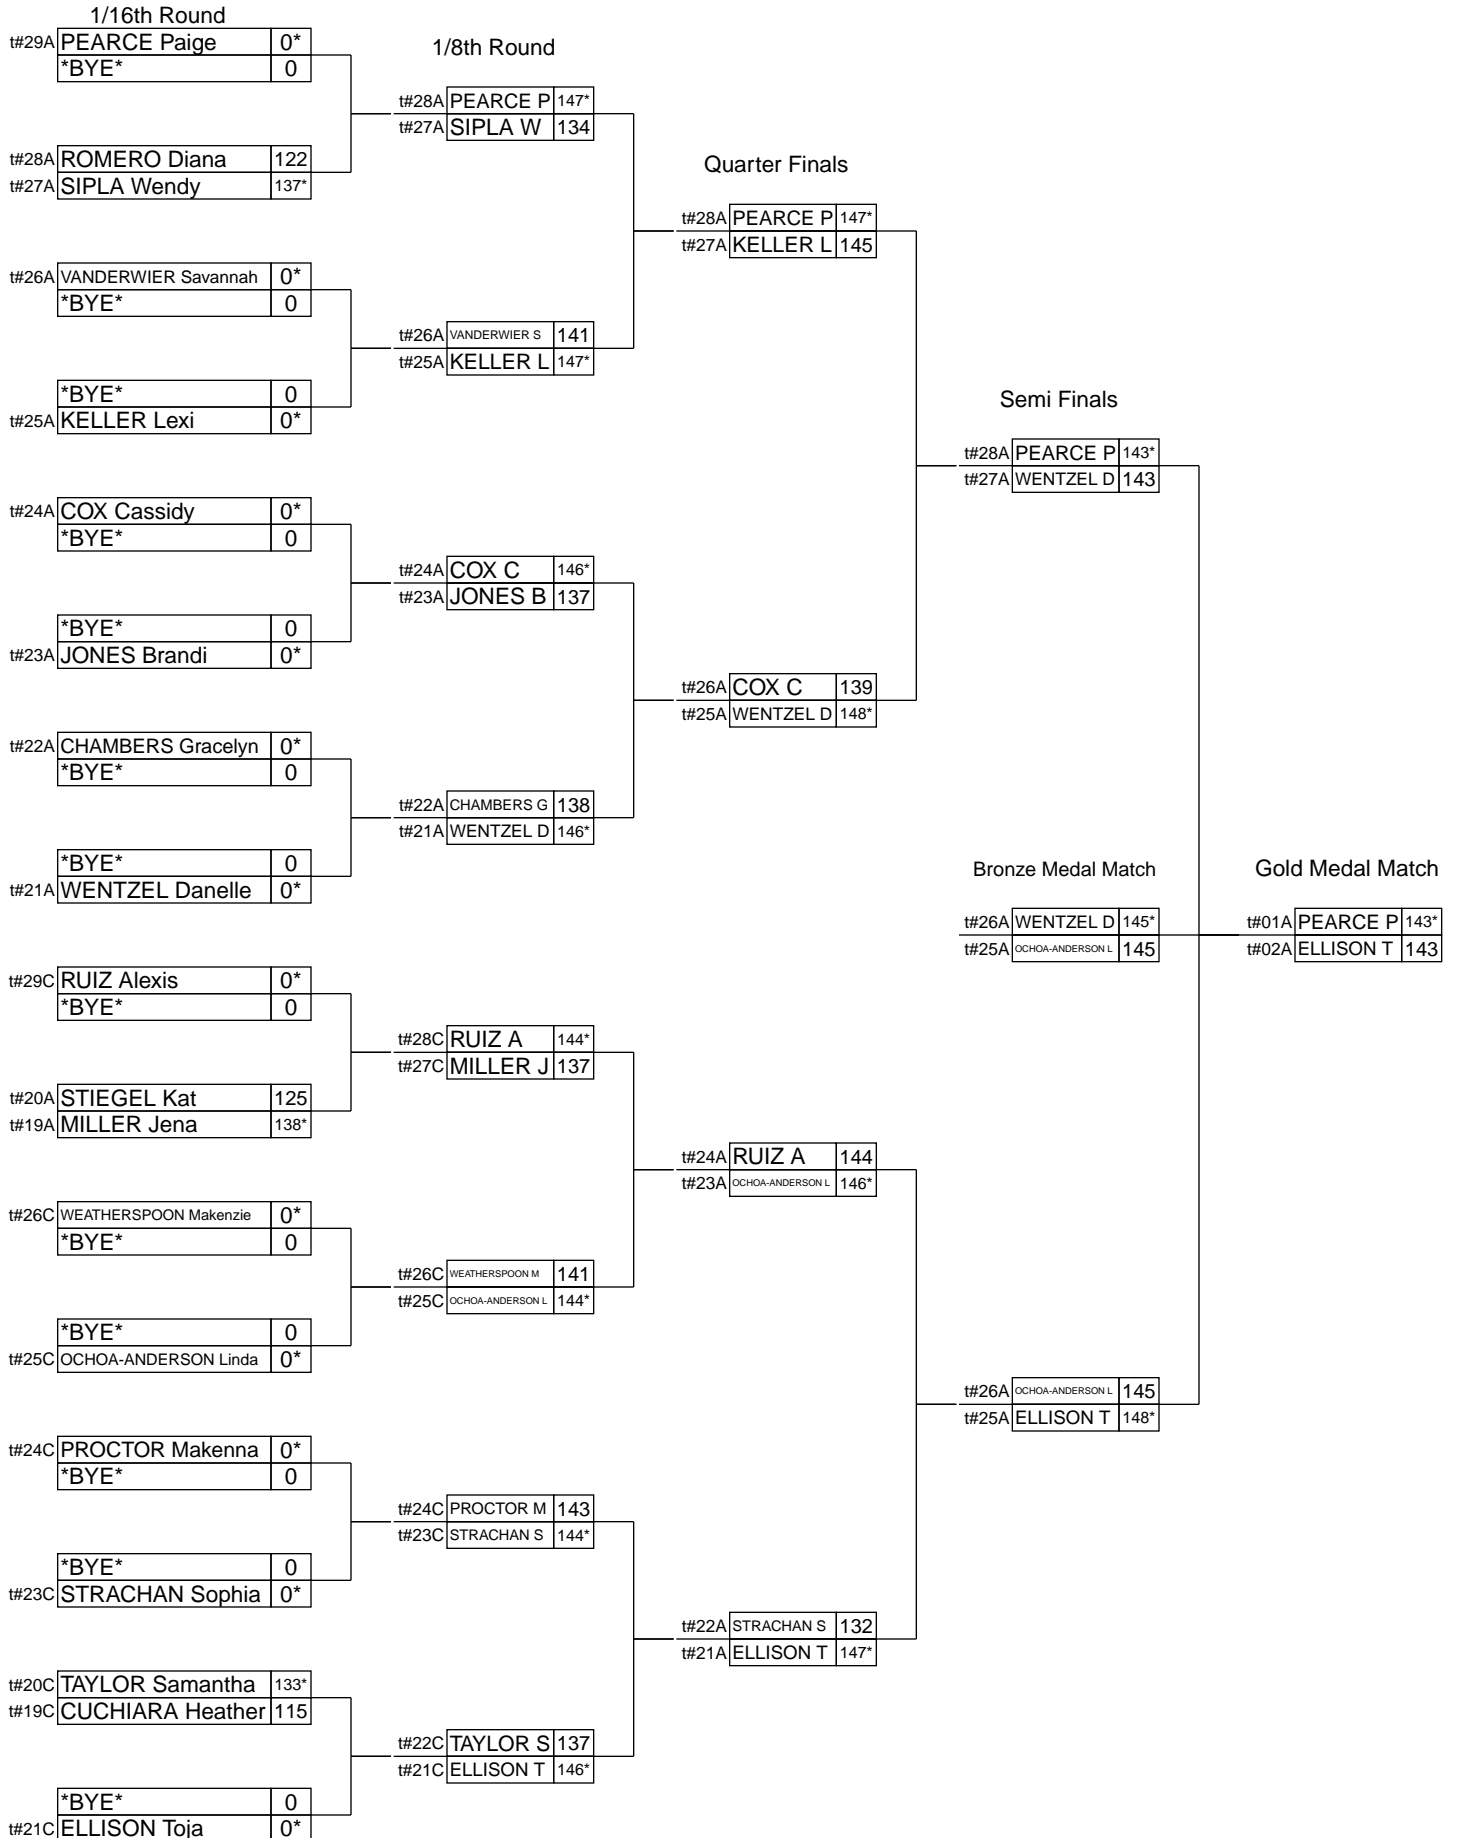 1/16th Round
t#29A PEARCE Paige 0*
*BYE* 0
t#28A ROMERO Diana 122
t#27A SIPLA Wendy 137*
t#26A VANDERWIER Savannah 0*
*BYE* 0
*BYE* 0
t#25A KELLER Lexi 0*
t#24A COX Cassidy 0*
*BYE* 0
*BYE* 0
t#23A JONES Brandi 0*
t#22A CHAMBERS Gracelyn 0*
*BYE* 0
*BYE* 0
t#21A WENTZEL Danelle 0*
t#29C RUIZ Alexis 0*
*BYE* 0
t#20A STIEGEL Kat 125
t#19A MILLER Jena 138*
t#26C WEATHERSPOON Makenzie 0*
*BYE* 0
*BYE* 0
t#25C OCHOA-ANDERSON Linda 0*
t#24C PROCTOR Makenna 0*
*BYE* 0
*BYE* 0
t#23C STRACHAN Sophia 0*
t#20C TAYLOR Samantha 133*
t#19C CUCHIARA Heather 115
*BYE* 0
t#21C ELLISON Toja 0*
1/8th Round
t#28A PEARCE P 147*
t#27A SIPLA W 134
t#26A VANDERWIER S 141
t#25A KELLER L 147*
t#24A COX C 146*
t#23A JONES B 137
t#22A CHAMBERS G 138
t#21A WENTZEL D 146*
t#28C RUIZ A 144*
t#27C MILLER J 137
t#26C WEATHERSPOON M 141
t#25C OCHOA-ANDERSON L 144*
t#24C PROCTOR M 143
t#23C STRACHAN S 144*
t#22C TAYLOR S 137
t#21C ELLISON T 146*
Quarter Finals
t#28A PEARCE P 147*
t#27A KELLER L 145
t#26A COX C 139
t#25A WENTZEL D 148*
t#24A RUIZ A 144
t#23A OCHOA-ANDERSON L 146*
t#22A STRACHAN S 132
t#21A ELLISON T 147*
Semi Finals
t#28A PEARCE P 143*
t#27A WENTZEL D 143
t#26A OCHOA-ANDERSON L 145
t#25A ELLISON T 148*
Bronze Medal Match
t#26A WENTZEL D 145*
t#25A OCHOA-ANDERSON L 145
Gold Medal Match
t#01A PEARCE P 143*
t#02A ELLISON T 143